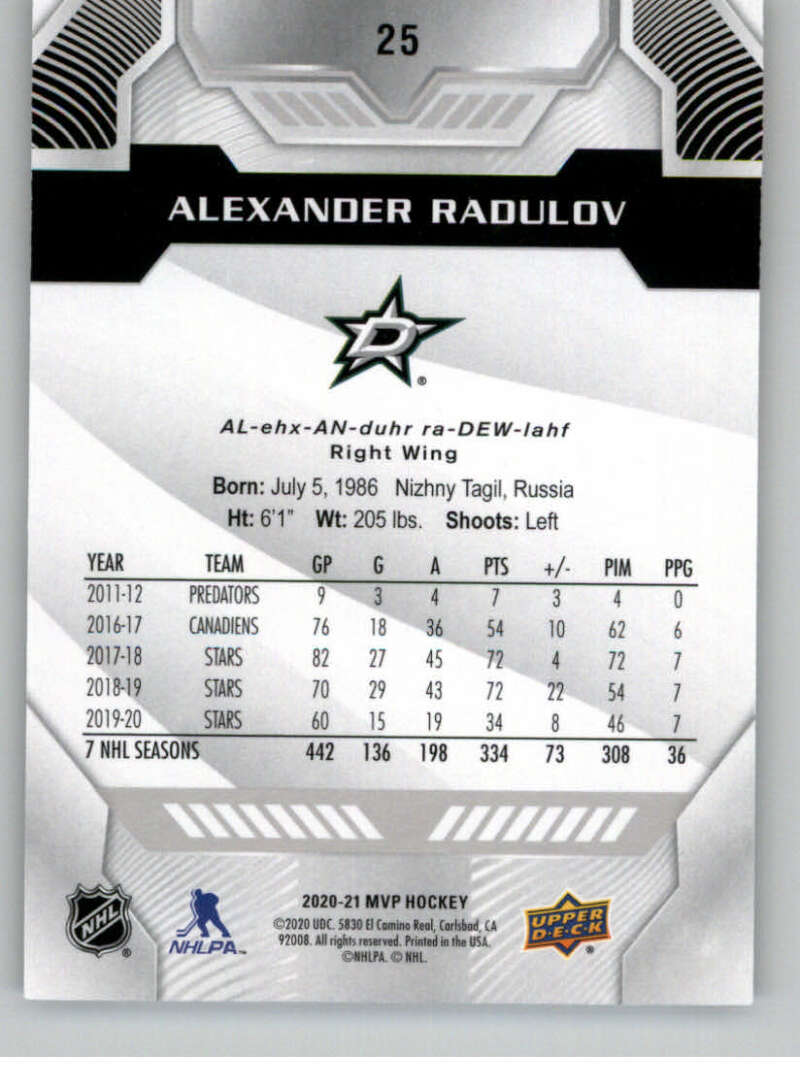 25
ALEXANDER RADULOV
D
®
AL-ehx-AN-duhr ra-DEW-lahf
Right Wing
Born: July 5, 1986 Nizhny Tagil, Russia
Ht: 6'1" Wt: 205 lbs. Shoots: Left
YEAR TEAM GP G A PTS +/- PIM PPG
2011-12 PREDATORS 9 3 4 7 3 4 0
2016-17 CANADIENS 76 18 36 54 10 62 6
2017-18 STARS 82 27 45 72 4 72 7
2018-19 STARS 70 29 43 72 22 54 7
2019-20 STARS 60 15 19 34 8 46 7
7 NHL SEASONS 442 136 198 334 73 308 36
NHL ®
NHLPA™
2020-21 MVP HOCKEY
©2020 UDC. 5830 El Camino Real, Carlsbad, CA
92008. All rights reserved. Printed in the USA.
©NHLPA. © NHL.
UPPER
D·E·C·K ®